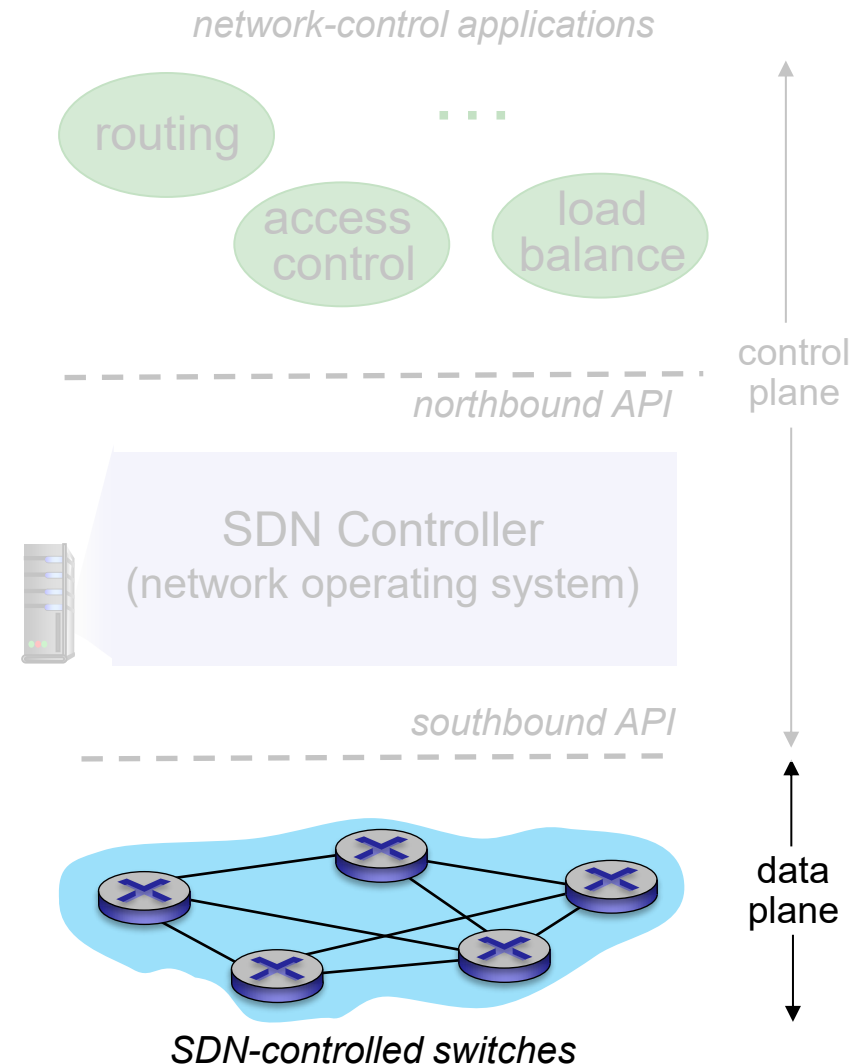 network-control applications
routing
. . .
access
control
load
balance
control
plane
northbound API
SDN Controller
(network operating system)
southbound API
data
plane
SDN-controlled switches